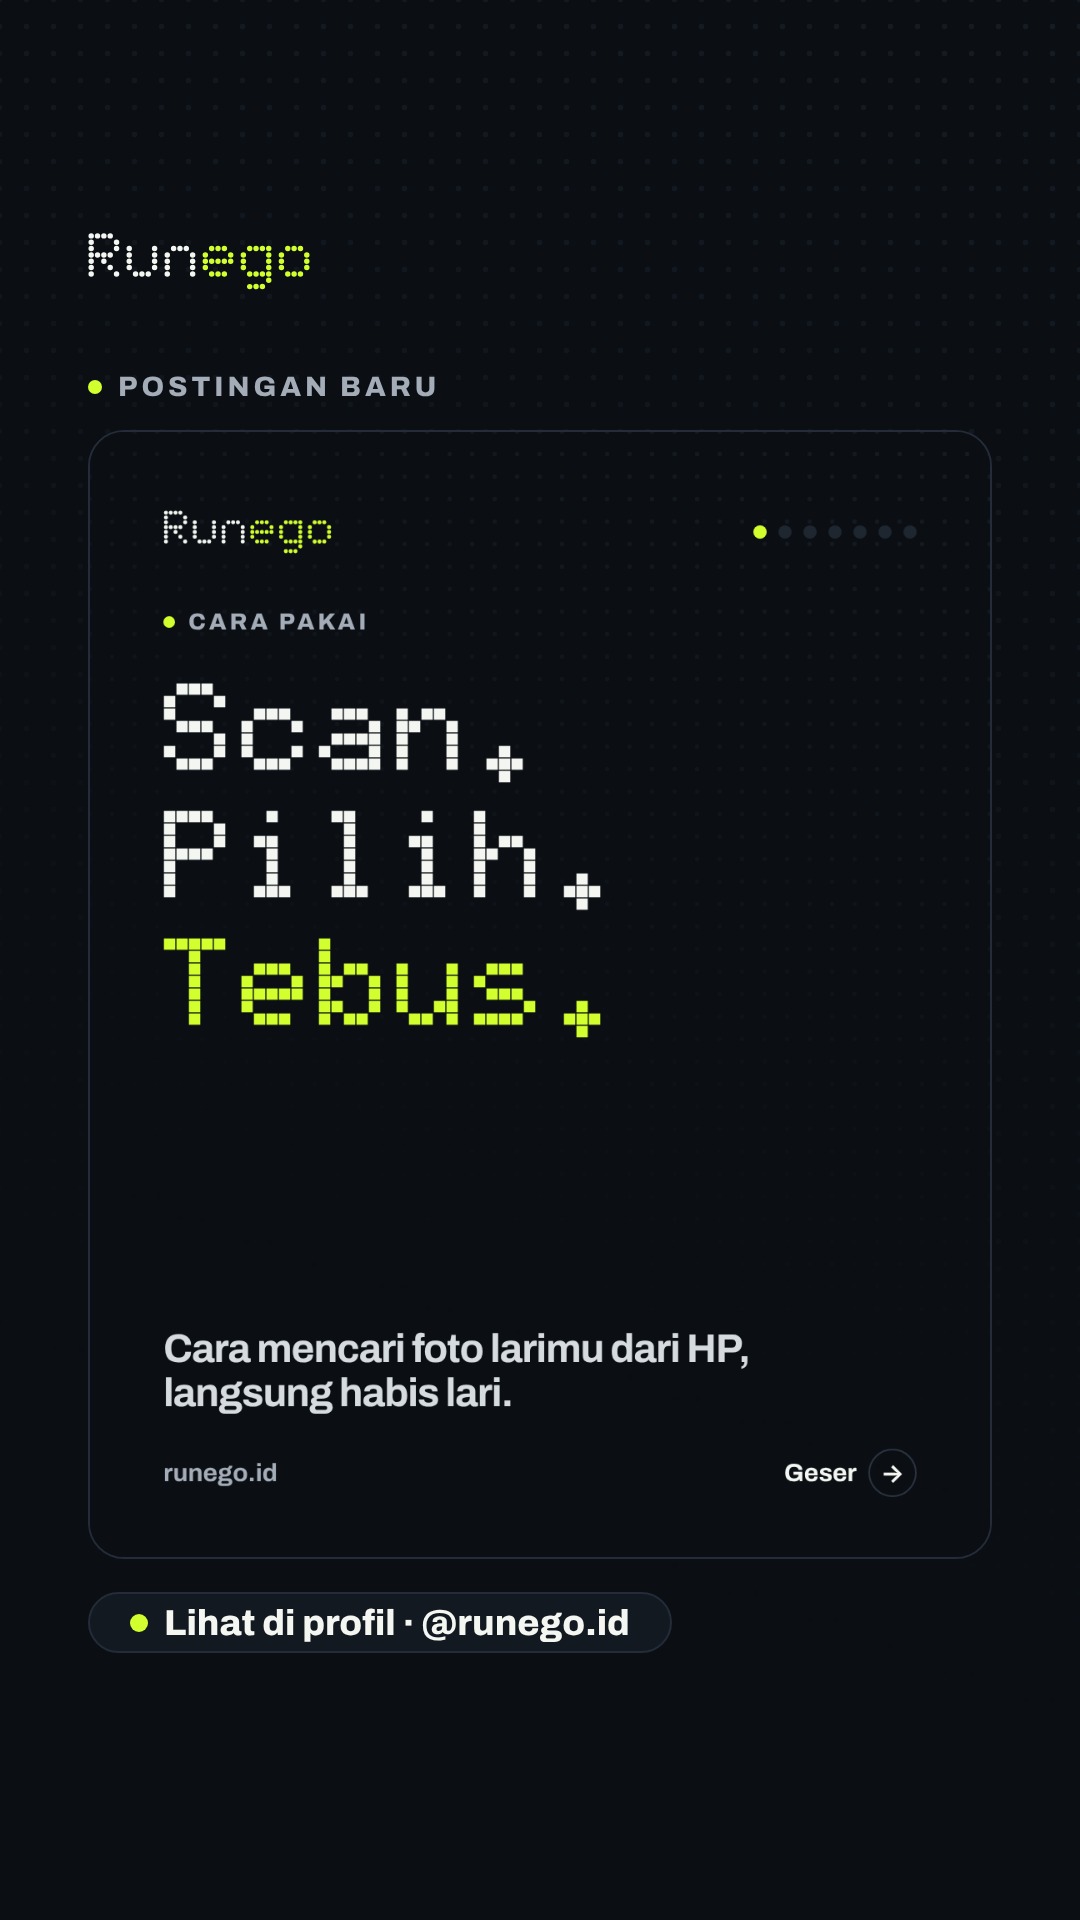 Runego
POSTINGAN BARU
Runego
CARA PAKAI
Scan.
Pilih.
Tebus.
Cara mencari foto larimu dari HP,
langsung habis lari.
runego.id
Geser →
Lihat di profil · @runego.id